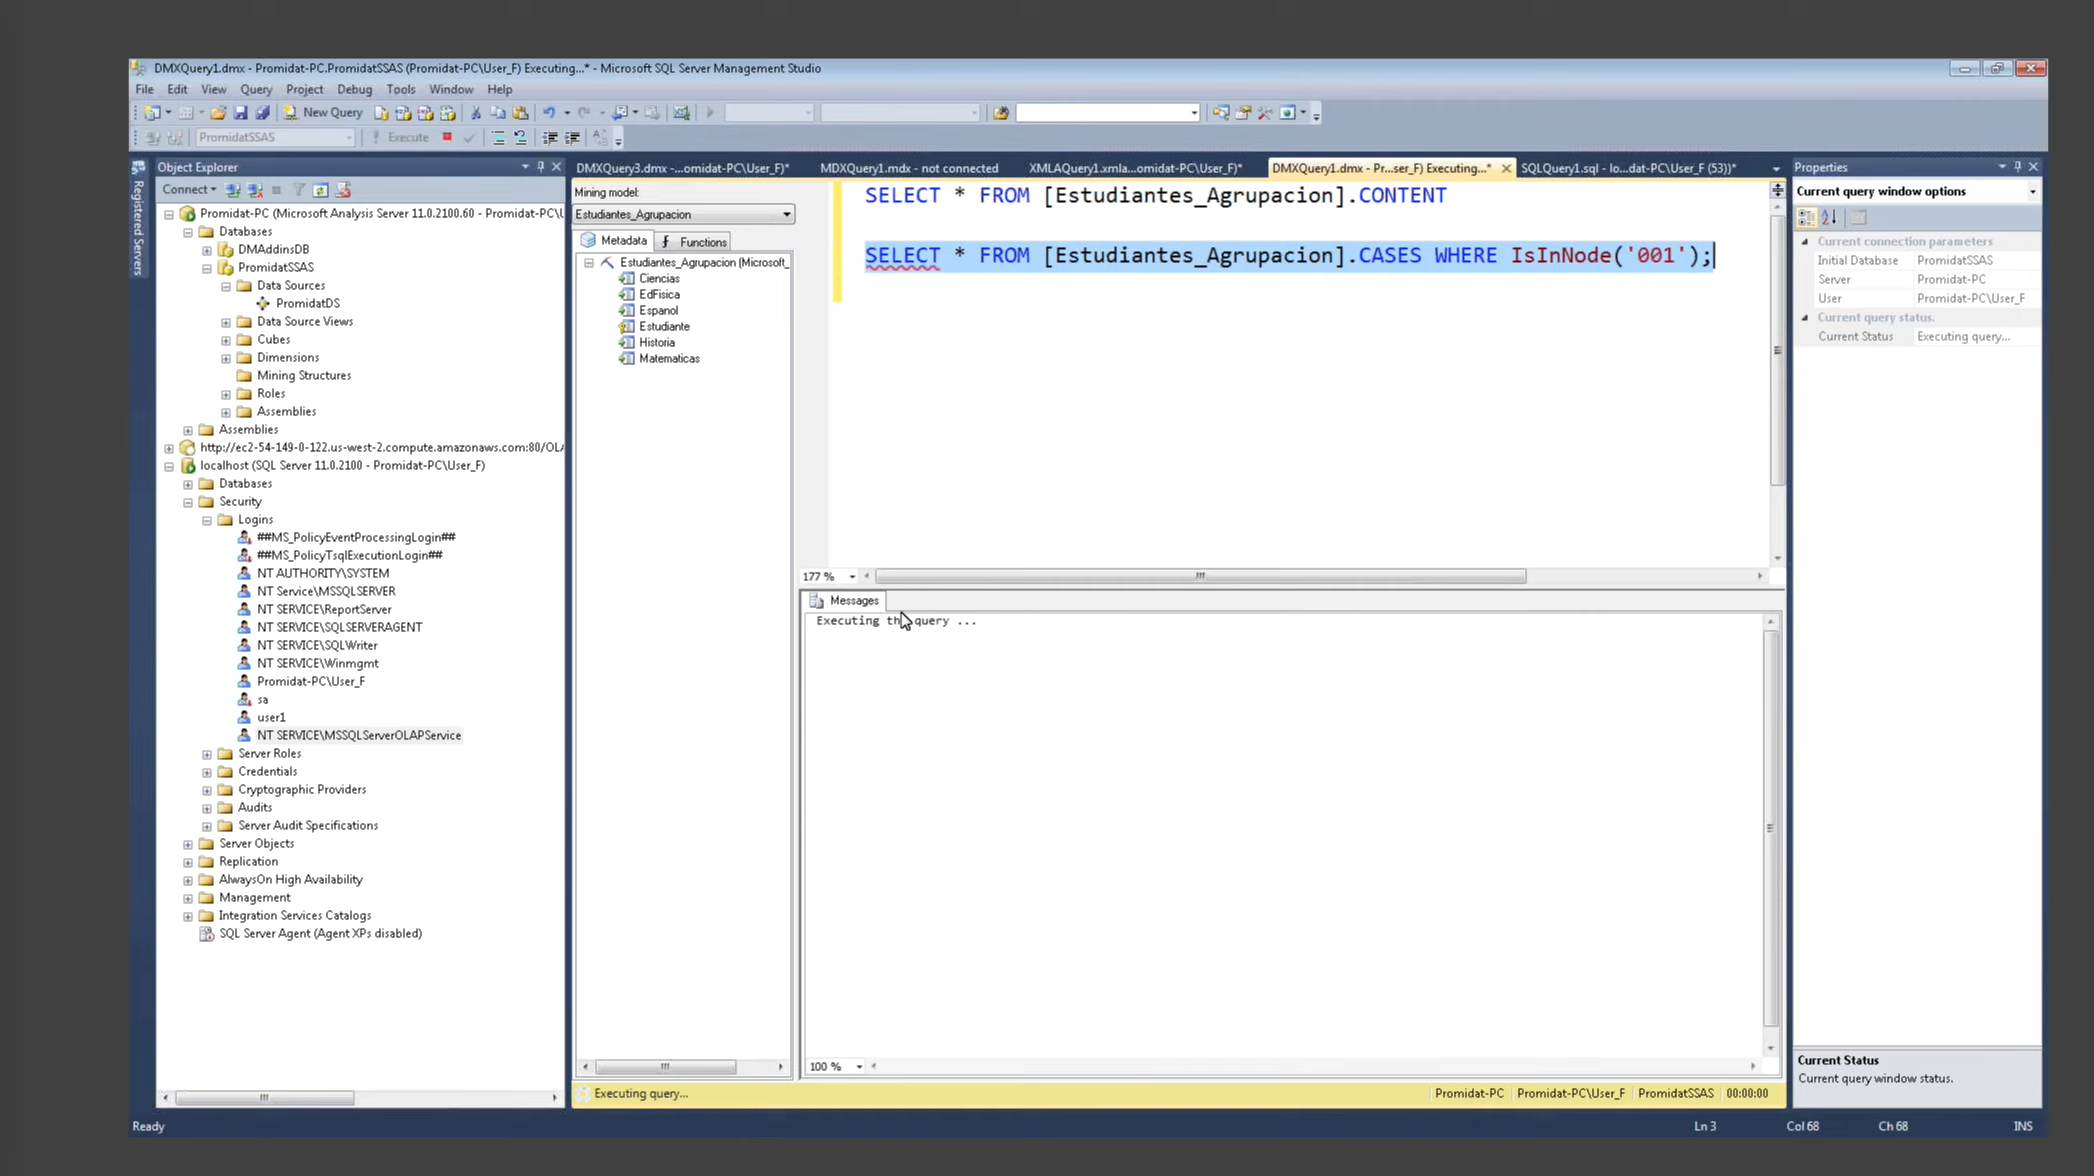 DMXQuery1.dmx - Promidat-PC.PromidatSSAS (Promidat-PC\User_F) Executing...* - Microsoft SQL Server Management Studio
File Edit View Query Project Debug Tools Window Help
New Query
PromidatSSAS Execute
Registered Servers
Object Explorer
Connect
Promidat-PC (Microsoft Analysis Server 11.0.2100.60 - Promidat-PC\U
Databases
DMAddinsDB
PromidatSSAS
Data Sources
PromidatDS
Data Source Views
Cubes
Dimensions
Mining Structures
Roles
Assemblies
Assemblies
http://ec2-54-149-0-122.us-west-2.compute.amazonaws.com:80/OLA
localhost (SQL Server 11.0.2100 - Promidat-PC\User_F)
Databases
Security
Logins
##MS_PolicyEventProcessingLogin##
##MS_PolicyTsqlExecutionLogin##
NT AUTHORITY\SYSTEM
NT Service\MSSQLSERVER
NT SERVICE\ReportServer
NT SERVICE\SQLSERVERAGENT
NT SERVICE\SQLWriter
NT SERVICE\Winmgmt
Promidat-PC\User_F
sa
user1
NT SERVICE\MSSQLServerOLAPService
Server Roles
Credentials
Cryptographic Providers
Audits
Server Audit Specifications
Server Objects
Replication
AlwaysOn High Availability
Management
Integration Services Catalogs
SQL Server Agent (Agent XPs disabled)
DMXQuery3.dmx -...omidat-PC\User_F)* MDXQuery1.mdx - not connected XMLAQuery1.xmla...omidat-PC\User_F)* DMXQuery1.dmx - Pr...ser_F) Executing...* SQLQuery1.sql - lo...dat-PC\User_F (53))*
Mining model:
Estudiantes_Agrupacion
Metadata Functions
Estudiantes_Agrupacion (Microsoft_
Ciencias
EdFisica
Espanol
Estudiante
Historia
Matematicas
SELECT * FROM [Estudiantes_Agrupacion].CONTENT
SELECT * FROM [Estudiantes_Agrupacion].CASES WHERE IsInNode('001');
177 %
Messages
Executing the query ...
100 %
Executing query... Promidat-PC Promidat-PC\User_F PromidatSSAS 00:00:00
Properties
Current query window options
Current connection parameters
Initial Database PromidatSSAS
Server Promidat-PC
User Promidat-PC\User_F
Current query status.
Current Status Executing query...
Current Status
Current query window status.
Ready Ln 3 Col 68 Ch 68 INS